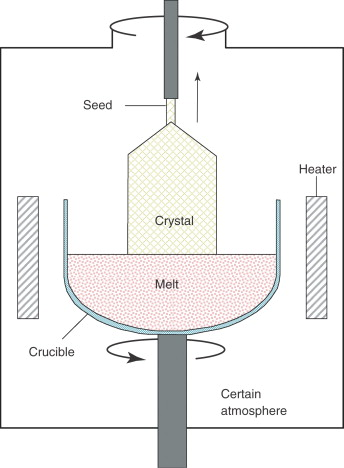 Seed
Heater
Crystal
Melt
Crucible
Certain
atmosphere